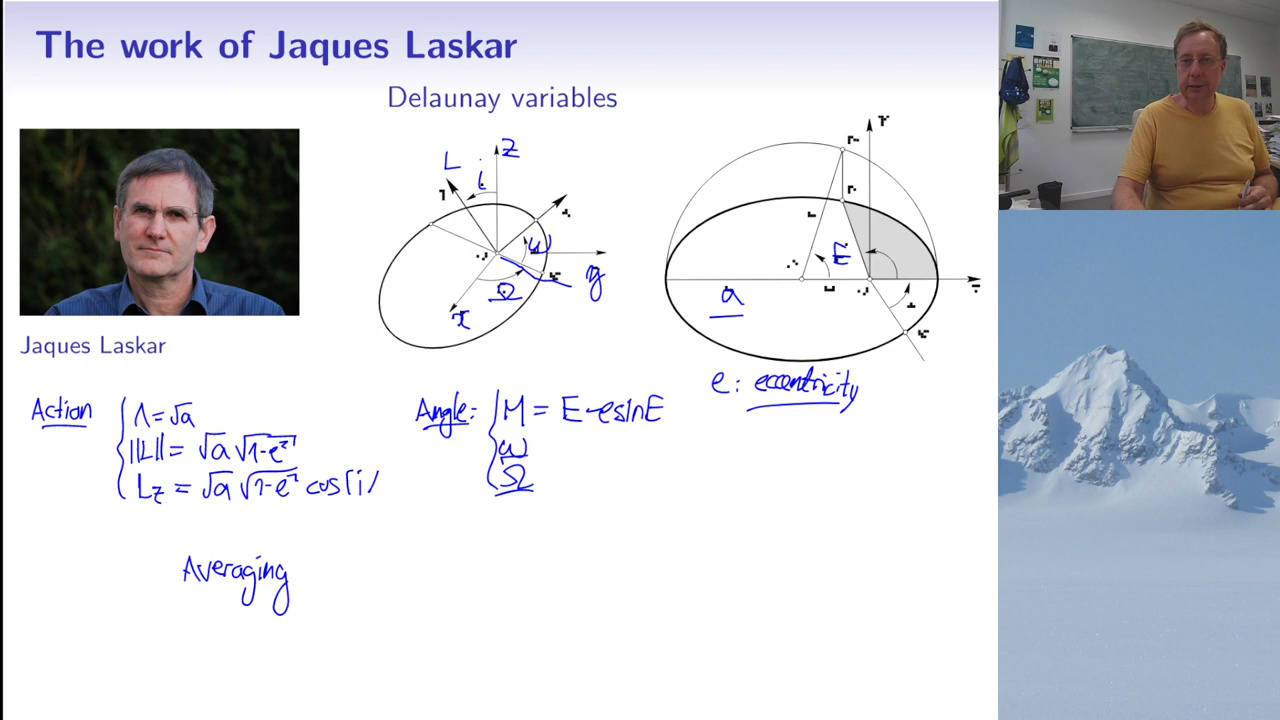 The work of Jaques Laskar
Delaunay variables
L i z
ω
Ω y
x
E
a
Jaques Laskar
e : eccentricity
Action { Λ = √a
‖L‖ = √a √1-e²
Lz = √a √1-e² cos(i)
Angle: { M = E - e sin E
ω
Ω
Averaging